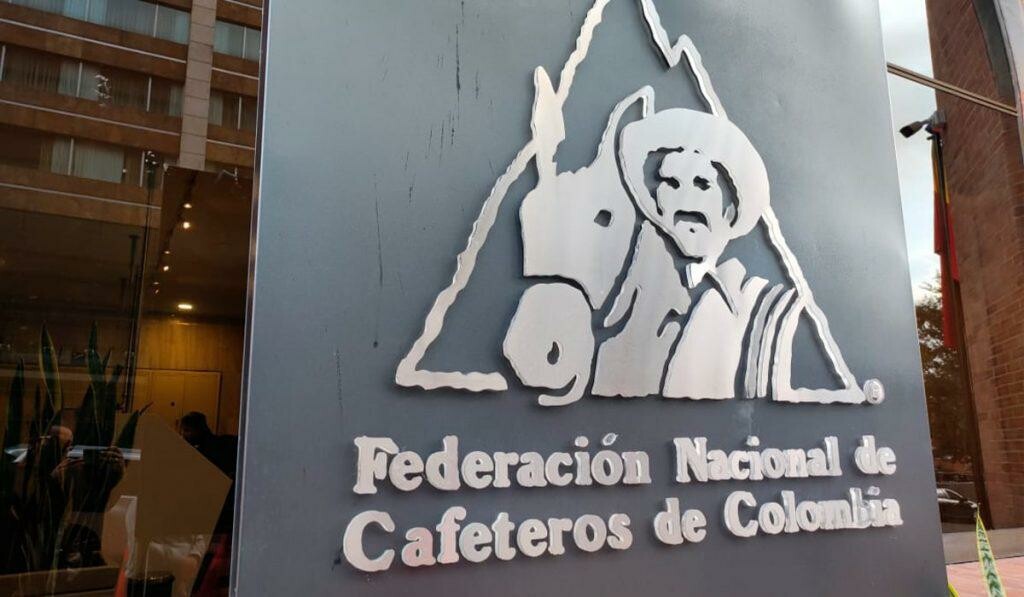 Federación Nacional de
Cafeteros de Colombia
®